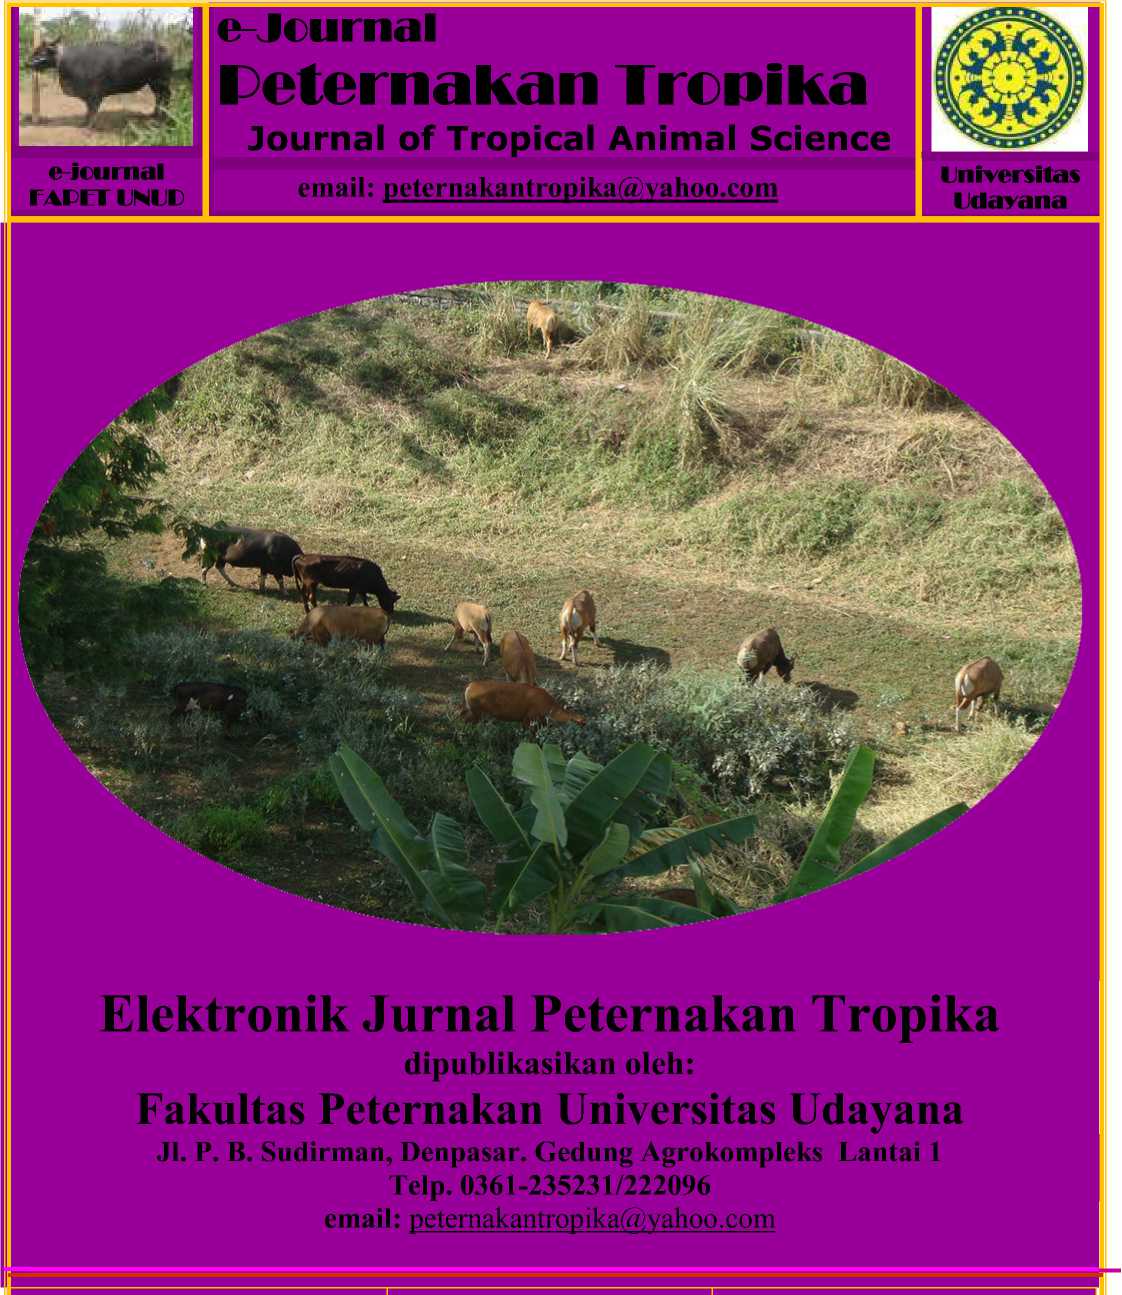 e-Journal
Peternakan Tropika
Journal of Tropical Animal Science
email: peternakantropika@yahoo.com
e-journal
FAPET UNUD
Universitas
Udayana
Elektronik Jurnal Peternakan Tropika
dipublikasikan oleh:
Fakultas Peternakan Universitas Udayana
Jl. P. B. Sudirman, Denpasar. Gedung Agrokompleks Lantai 1
Telp. 0361-235231/222096
email: peternakantropika@yahoo.com